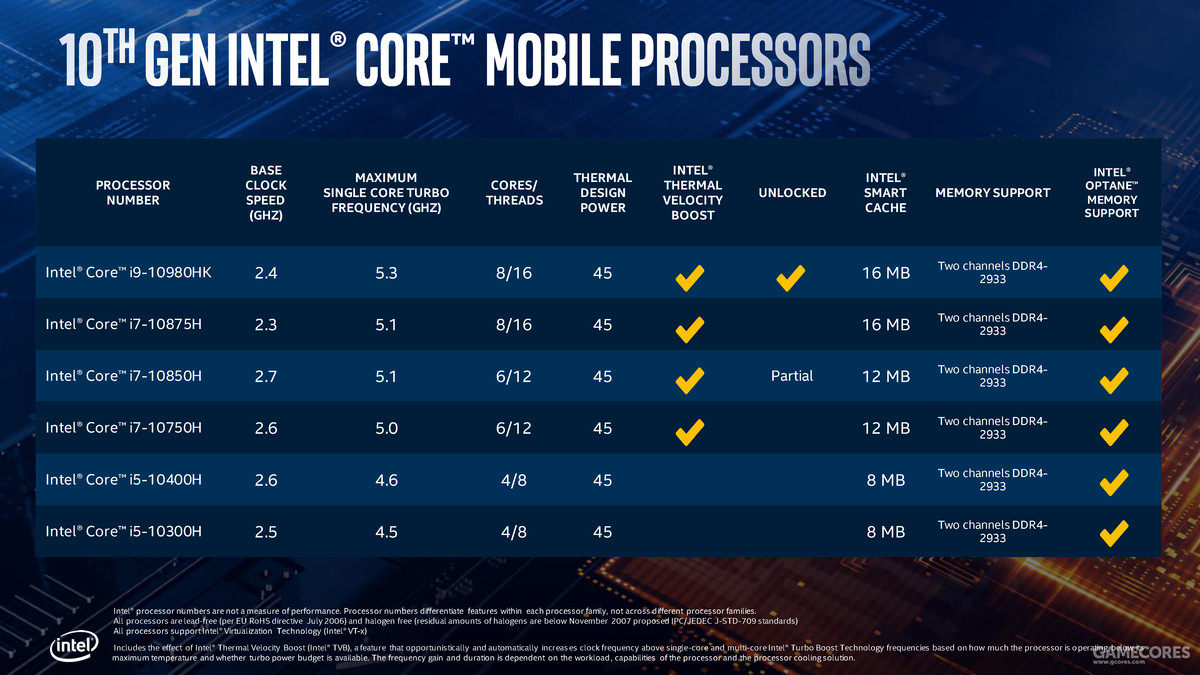 10TH GEN INTEL® CORE™ MOBILE PROCESSORS
PROCESSOR
NUMBER
BASE
CLOCK
SPEED
(GHZ)
MAXIMUM
SINGLE CORE TURBO
FREQUENCY (GHZ)
CORES/
THREADS
THERMAL
DESIGN
POWER
INTEL®
THERMAL
VELOCITY
BOOST
UNLOCKED
INTEL®
SMART
CACHE
MEMORY SUPPORT
INTEL®
OPTANE™
MEMORY
SUPPORT
Intel® Core™ i9-10980HK 2.4 5.3 8/16 45 ✔ ✔ 16 MB Two channels DDR4-
2933 ✔
Intel® Core™ i7-10875H 2.3 5.1 8/16 45 ✔ 16 MB Two channels DDR4-
2933 ✔
Intel® Core™ i7-10850H 2.7 5.1 6/12 45 ✔ Partial 12 MB Two channels DDR4-
2933 ✔
Intel® Core™ i7-10750H 2.6 5.0 6/12 45 ✔ 12 MB Two channels DDR4-
2933 ✔
Intel® Core™ i5-10400H 2.6 4.6 4/8 45 8 MB Two channels DDR4-
2933 ✔
Intel® Core™ i5-10300H 2.5 4.5 4/8 45 8 MB Two channels DDR4-
2933 ✔
Intel® processor numbers are not a measure of performance. Processor numbers differentiate features within each processor family, not across different processor families.
All processors are lead-free (per EU RoHS directive July 2006) and halogen free (residual amounts of halogens are below November 2007 proposed IPC/JEDEC J-STD-709 standards)
All processors support Intel® Virtualization Technology (Intel® VT-x)
Includes the effect of Intel® Thermal Velocity Boost (Intel® TVB), a feature that opportunistically and automatically increases clock frequency above single-core and multi-core Intel® Turbo Boost Technology frequencies based on how much the processor is operating below its
maximum temperature and whether turbo power budget is available. The frequency gain and duration is dependent on the workload, capabilities of the processor and the processor cooling solution.
intel®
GAMECORES
www.gcores.com